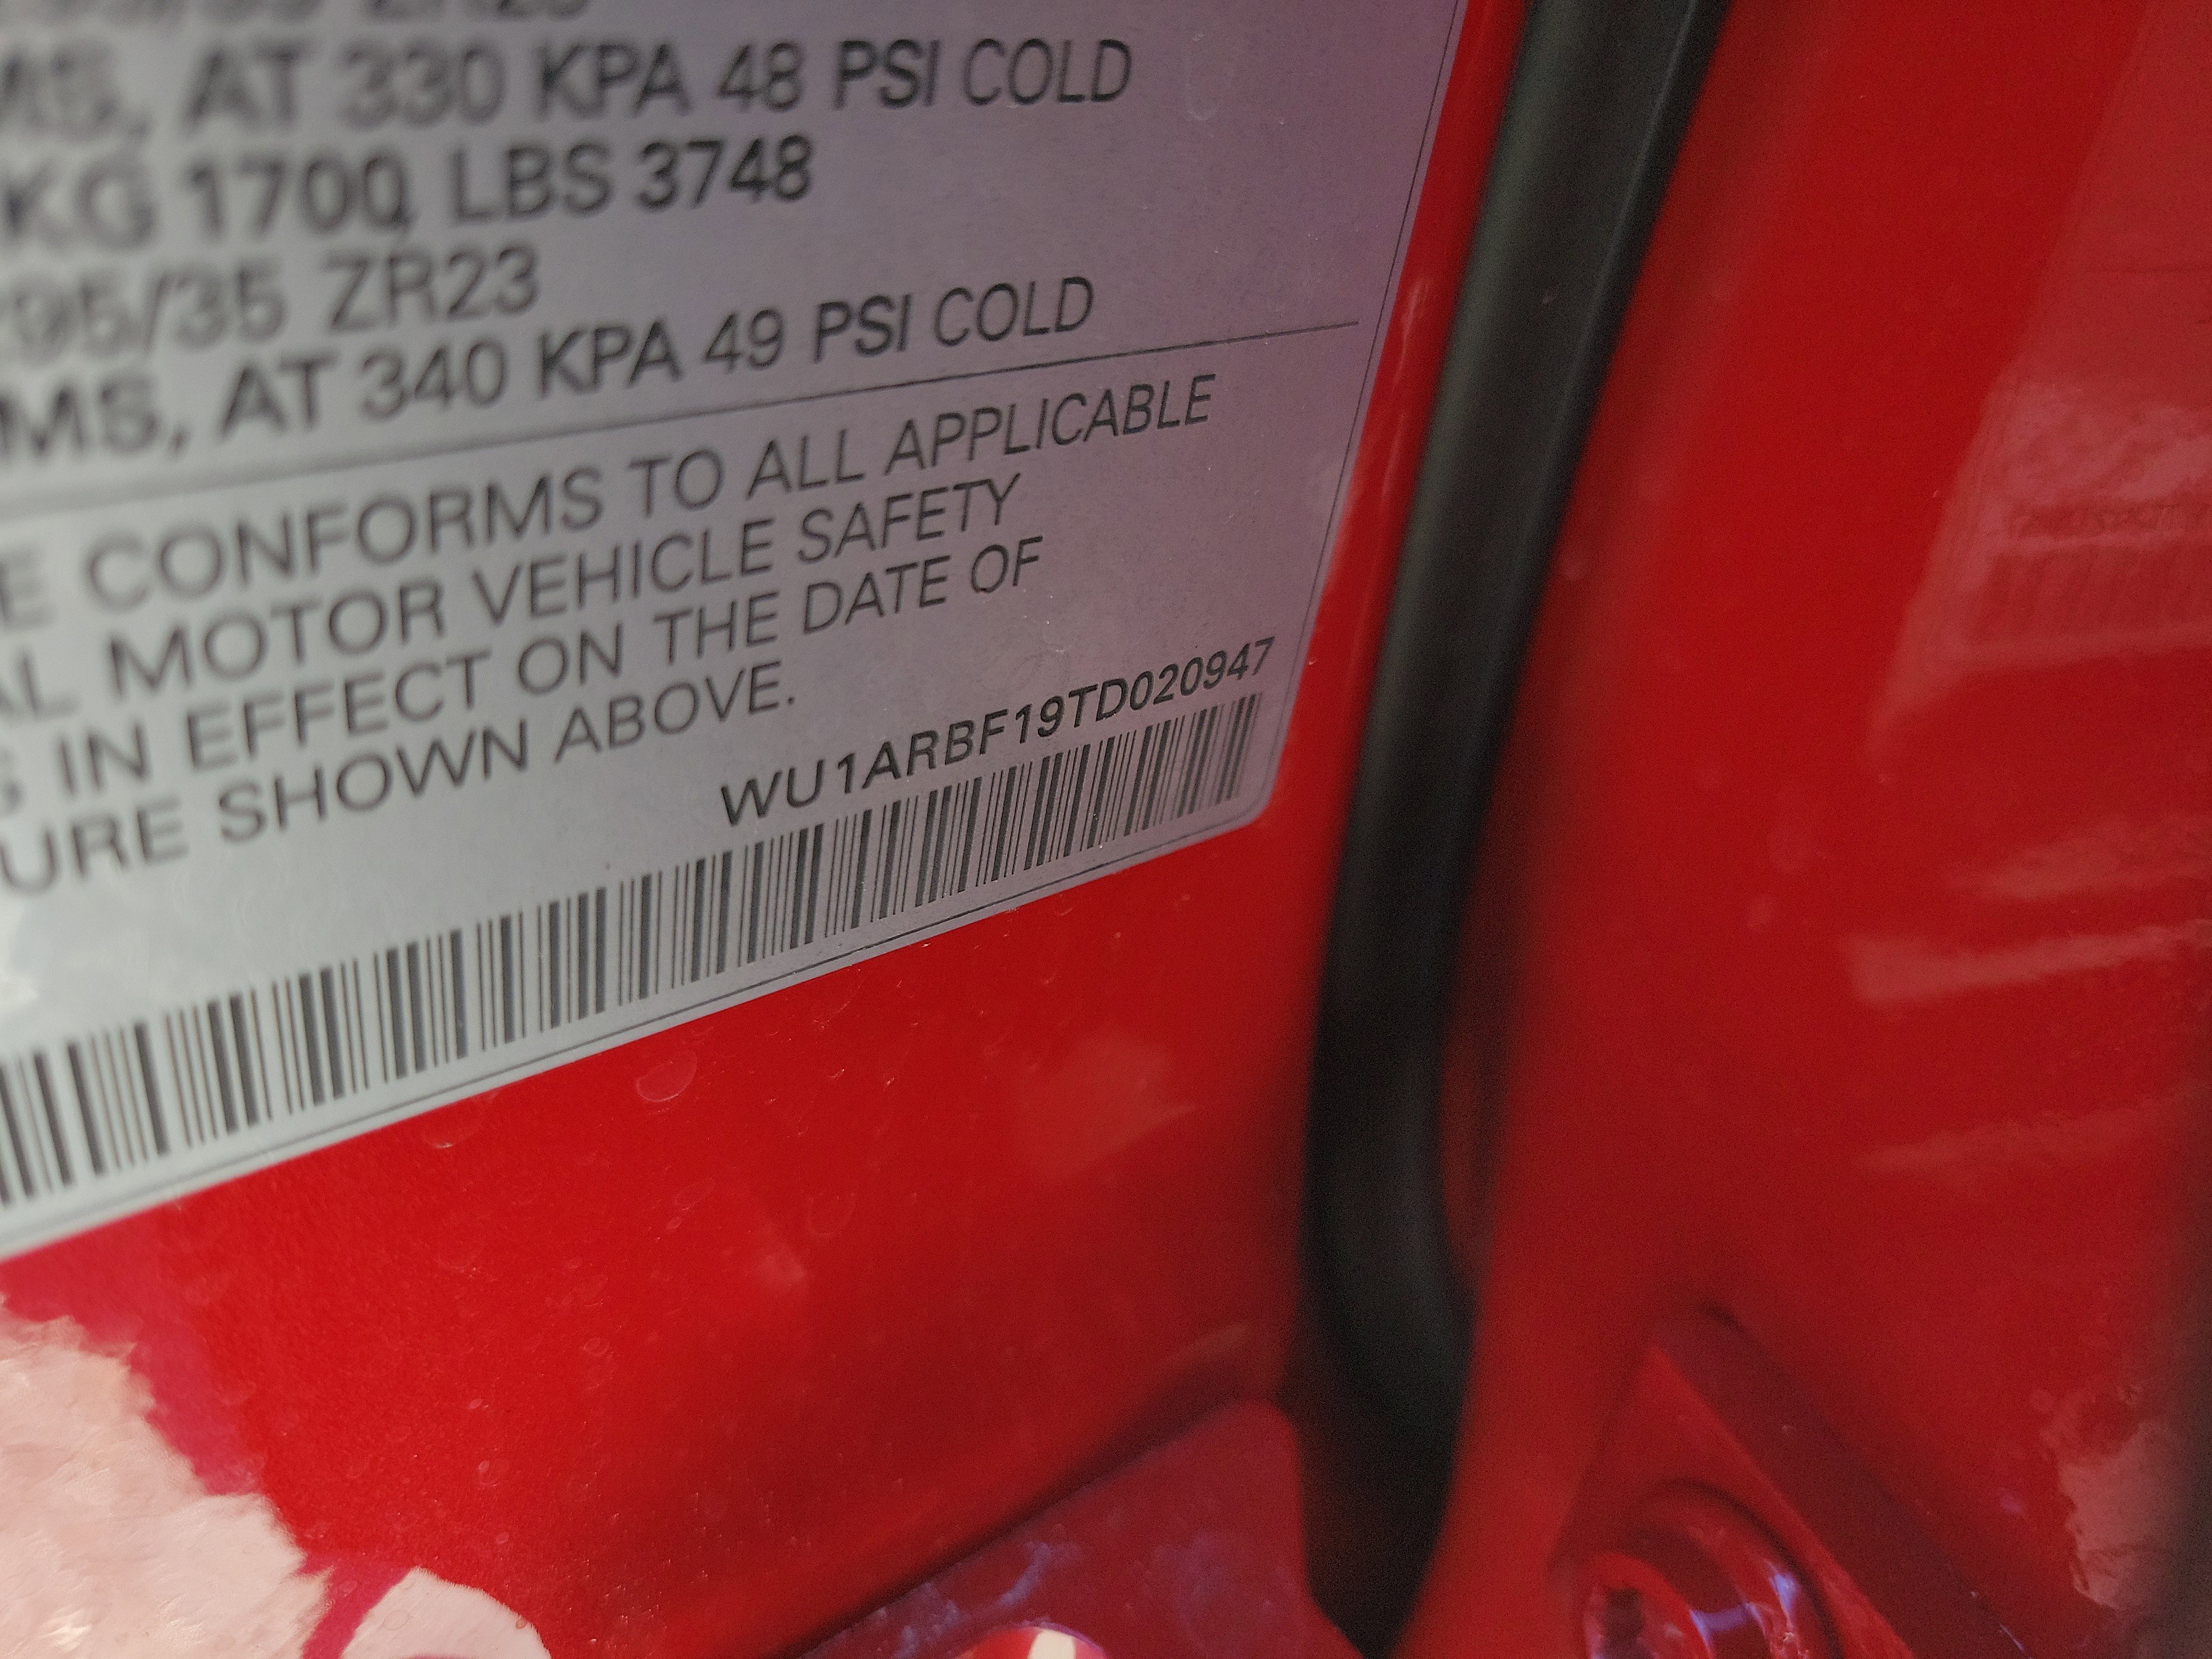 MS, AT 330 KPA 48 PSI COLD
KG 1700, LBS 3748
295/35 ZR23
MS, AT 340 KPA 49 PSI COLD
E CONFORMS TO ALL APPLICABLE
AL MOTOR VEHICLE SAFETY
S IN EFFECT ON THE DATE OF
URE SHOWN ABOVE.
WU1ARBF19TD020947